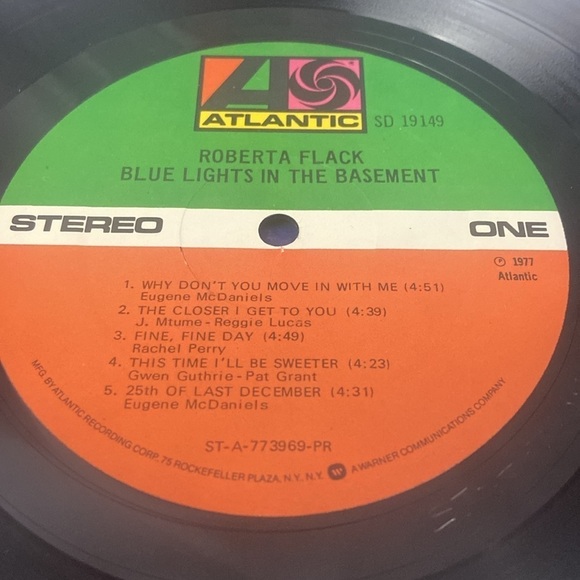 ATLANTIC
SD 19149
ROBERTA FLACK
BLUE LIGHTS IN THE BASEMENT
STEREO
ONE
℗ 1977
Atlantic
1. WHY DON'T YOU MOVE IN WITH ME (4:51)
Eugene McDaniels
2. THE CLOSER I GET TO YOU (4:39)
J. Mtume - Reggie Lucas
3. FINE, FINE DAY (4:49)
Rachel Perry
4. THIS TIME I'LL BE SWEETER (4:23)
Gwen Guthrie - Pat Grant
5. 25th OF LAST DECEMBER (4:31)
Eugene McDaniels
ST-A-773969-PR
MFG. BY ATLANTIC RECORDING CORP., 75 ROCKEFELLER PLAZA, N.Y., N.Y. A WARNER COMMUNICATIONS COMPANY